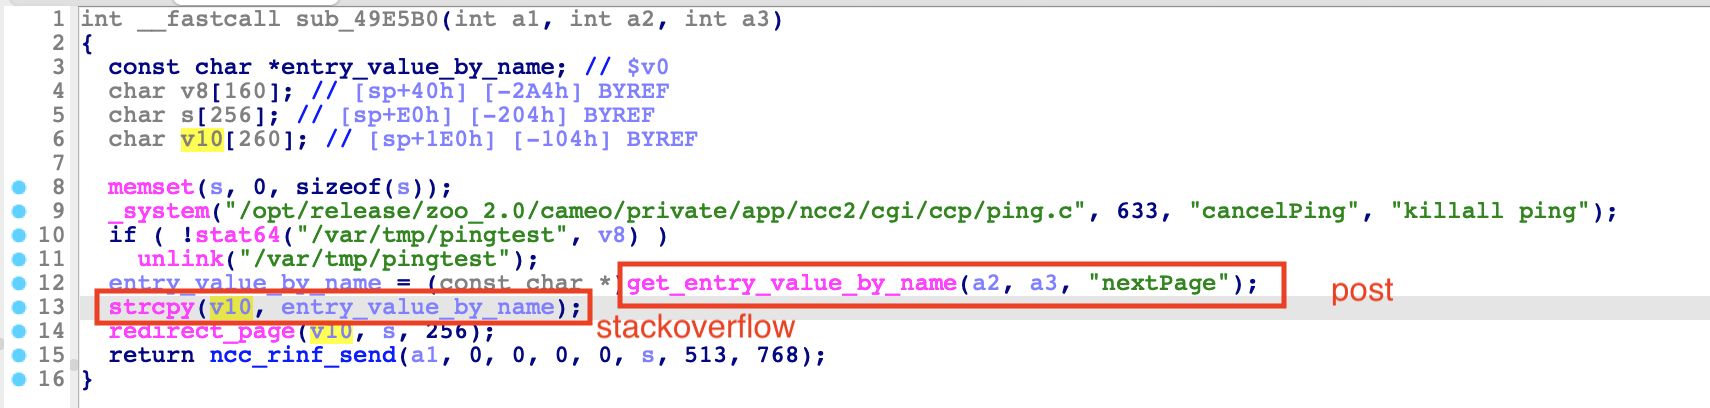 1 int __fastcall sub_49E5B0(int a1, int a2, int a3)
2 {
3 const char *entry_value_by_name; // $v0
4 char v8[160]; // [sp+40h] [-2A4h] BYREF
5 char s[256]; // [sp+E0h] [-204h] BYREF
6 char v10[260]; // [sp+1E0h] [-104h] BYREF
7
8 memset(s, 0, sizeof(s));
9 _system("/opt/release/zoo_2.0/cameo/private/app/ncc2/cgi/ccp/ping.c", 633, "cancelPing", "killall ping");
10 if ( !stat64("/var/tmp/pingtest", v8) )
11 unlink("/var/tmp/pingtest");
12 entry_value_by_name = (const char *)get_entry_value_by_name(a2, a3, "nextPage");
post
13 strcpy(v10, entry_value_by_name);
stackoverflow
14 redirect_page(v10, s, 256);
15 return ncc_rinf_send(a1, 0, 0, 0, 0, s, 513, 768);
16 }